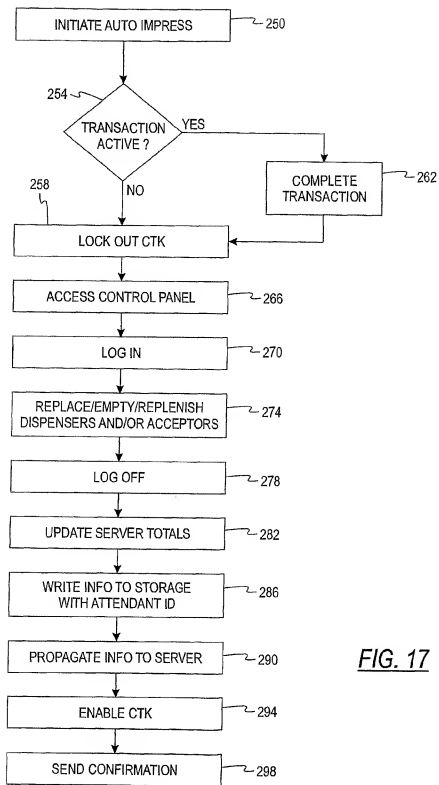 INITIATE AUTO IMPRESS
250
254
TRANSACTION
ACTIVE ?
YES
NO
COMPLETE
TRANSACTION
262
258
LOCK OUT CTK
ACCESS CONTROL PANEL
266
LOG IN
270
REPLACE/EMPTY/REPLENISH
DISPENSERS AND/OR ACCEPTORS
274
LOG OFF
278
UPDATE SERVER TOTALS
282
WRITE INFO TO STORAGE
WITH ATTENDANT ID
286
PROPAGATE INFO TO SERVER
290
FIG. 17
ENABLE CTK
294
SEND CONFIRMATION
298